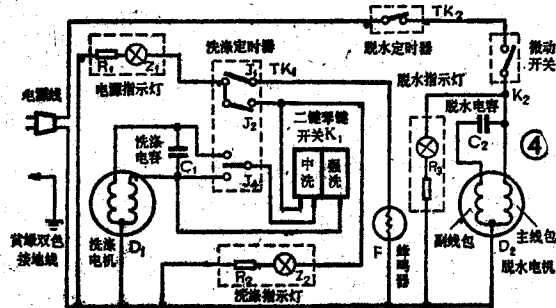 TK₂
脱水定时器
微动
开关
K₂
R₁
Z₁
电源指示灯
洗涤定时器
J₁
TK₁
J₂
脱水指示灯
电源线
二键琴键
开关K₁
中洗
强洗
脱水电容
C₂
④
洗涤
电容
C₁
R₃
黄绿双色
接地线
洗涤
电机
D₁
R₂
Z₂
洗涤指示灯
F
蜂鸣器
副线包
主线包
D₂
脱水电机